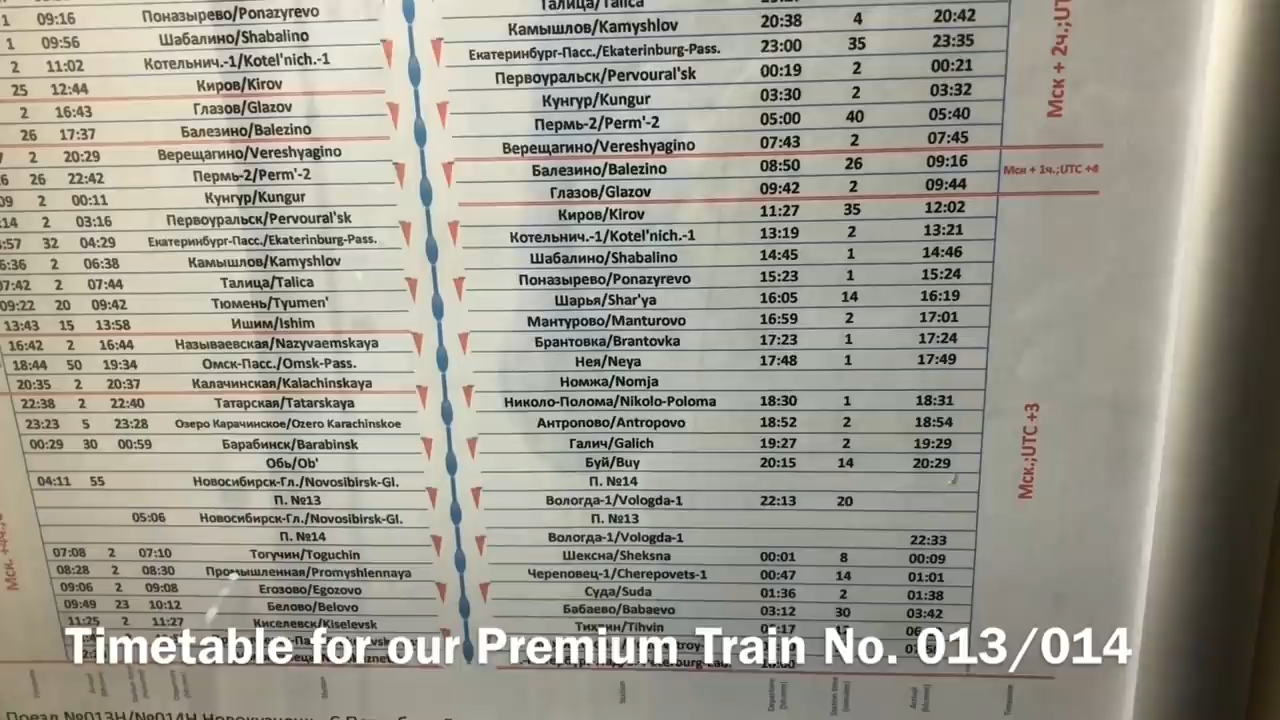 1 09:16 Поназырево/Ponazyrevo
1 09:56 Шабалино/Shabalino
2 11:02 Котельнич.-1/Kotel'nich.-1
25 12:44 Киров/Kirov
2 16:43 Глазов/Glazov
26 17:37 Балезино/Balezino
2 20:29 Верещагино/Vereshyagino
26 22:42 Пермь-2/Perm'-2
2 00:11 Кунгур/Kungur
2 03:16 Первоуральск/Pervoural'sk
32 04:29 Екатеринбург-Пасс./Ekaterinburg-Pass.
2 06:38 Камышлов/Kamyshlov
07:42 2 07:44 Талица/Talica
09:22 20 09:42 Тюмень/Tyumen'
13:43 15 13:58 Ишим/Ishim
16:42 2 16:44 Называевская/Nazyvaemskaya
18:44 50 19:34 Омск-Пасс./Omsk-Pass.
20:35 2 20:37 Калачинская/Kalachinskaya
22:38 2 22:40 Татарская/Tatarskaya
23:23 5 23:28 Озеро Карачинское/Ozero Karachinskoe
00:29 30 00:59 Барабинск/Barabinsk
Обь/Ob'
04:11 55 Новосибирск-Гл./Novosibirsk-Gl.
П. №13
05:06 Новосибирск-Гл./Novosibirsk-Gl.
П. №14
07:08 2 07:10 Тогучин/Toguchin
08:28 2 08:30 Промышленная/Promyshlennaya
09:06 2 09:08 Егозово/Egozovo
09:49 23 10:12 Белово/Belovo
11:25 2 11:27 Киселевск/Kiselevsk
Талица/Talica
Камышлов/Kamyshlov 20:38 4 20:42
Екатеринбург-Пасс./Ekaterinburg-Pass. 23:00 35 23:35
Первоуральск/Pervoural'sk 00:19 2 00:21
Кунгур/Kungur 03:30 2 03:32
Пермь-2/Perm'-2 05:00 40 05:40
Верещагино/Vereshyagino 07:43 2 07:45
Балезино/Balezino 08:50 26 09:16
Глазов/Glazov 09:42 2 09:44
Киров/Kirov 11:27 35 12:02
Котельнич.-1/Kotel'nich.-1 13:19 2 13:21
Шабалино/Shabalino 14:45 1 14:46
Поназырево/Ponazyrevo 15:23 1 15:24
Шарья/Shar'ya 16:05 14 16:19
Мантурово/Manturovo 16:59 2 17:01
Брантовка/Brantovka 17:23 1 17:24
Нея/Neya 17:48 1 17:49
Номжа/Nomja
Николо-Полома/Nikolo-Poloma 18:30 1 18:31
Антропово/Antropovo 18:52 2 18:54
Галич/Galich 19:27 2 19:29
Буй/Buy 20:15 14 20:29
П. №14
Вологда-1/Vologda-1 22:13 20
П. №13
Вологда-1/Vologda-1 22:33
Шексна/Sheksna 00:01 8 00:09
Череповец-1/Cherepovets-1 00:47 14 01:01
Суда/Suda 01:36 2 01:38
Бабаево/Babaevo 03:12 30 03:42
Тихвин/Tihvin
Мск + 2ч.;UT
Мск + 1ч.;UTC +4
Мск.;UTC +3
Мск.
Timetable for our Premium Train No. 013/014
Поезд №013Н/№014Н